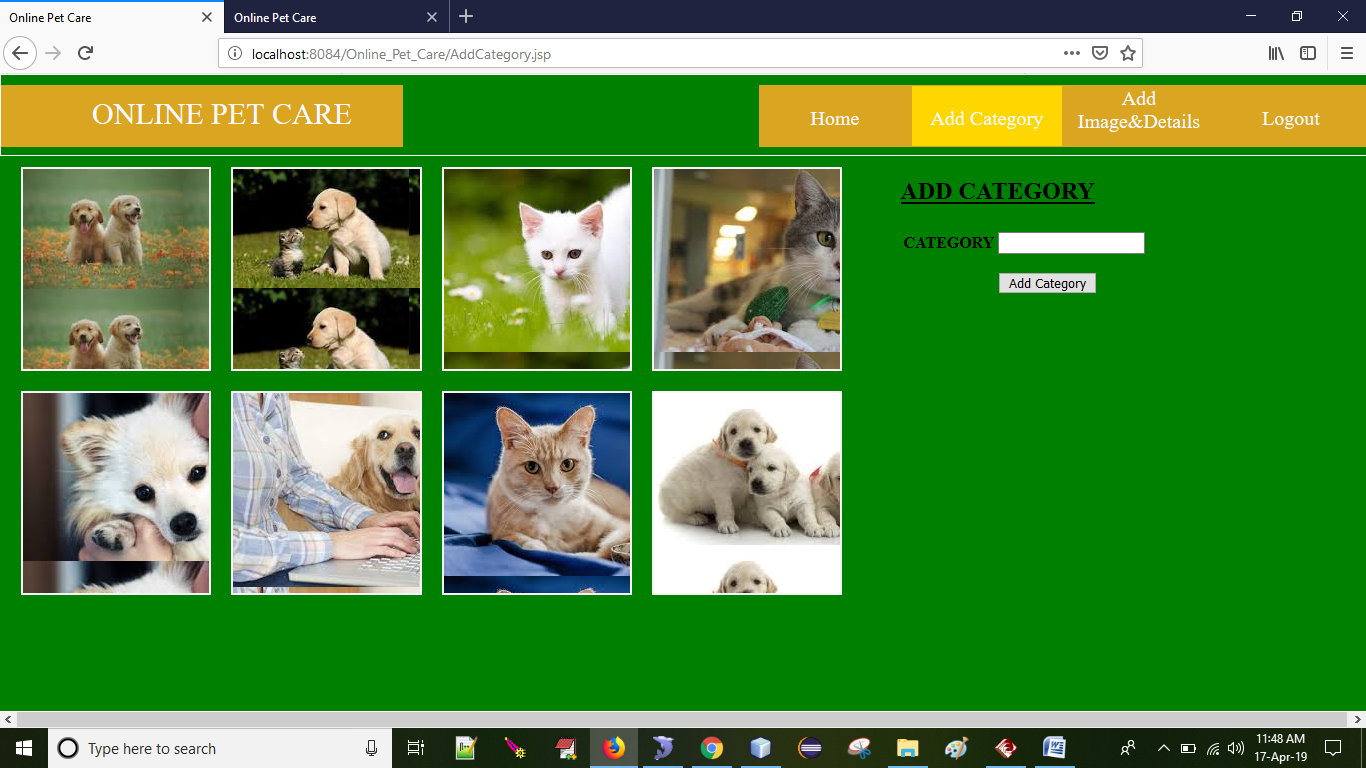 Online Pet Care
Online Pet Care
localhost:8084/Online_Pet_Care/AddCategory.jsp
ONLINE PET CARE
Home
Add Category
Add
Image&Details
Logout
ADD CATEGORY
CATEGORY
Add Category
Type here to search
11:48 AM
17-Apr-19